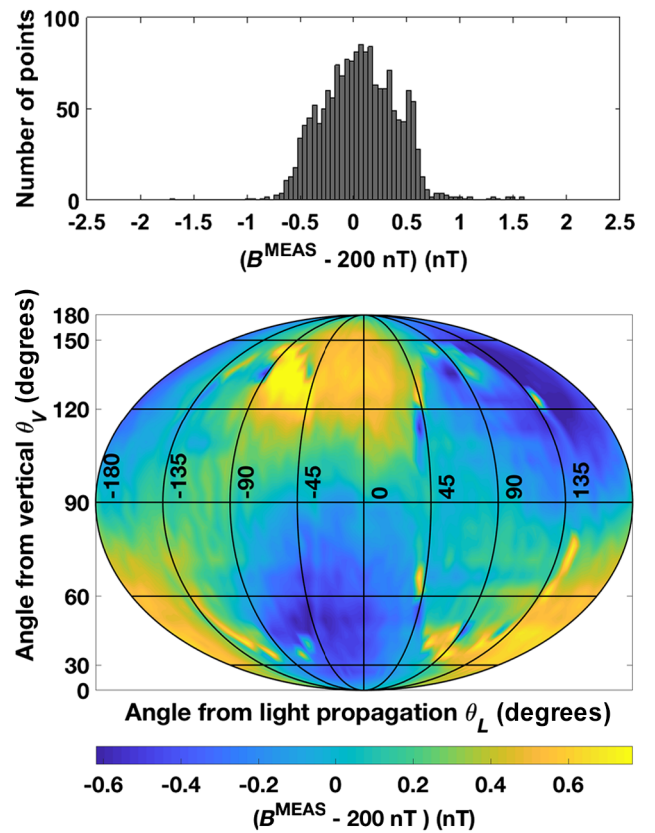 Number of points
100
50
0
-2.5 -2 -1.5 -1 -0.5 0 0.5 1 1.5 2 2.5
(B^MEAS - 200 nT) (nT)
Angle from vertical θ_V (degrees)
180
150
120
90
60
30
0
-180 -135 -90 -45 0 45 90 135
Angle from light propagation θ_L (degrees)
-0.6 -0.4 -0.2 0 0.2 0.4 0.6
(B^MEAS - 200 nT ) (nT)